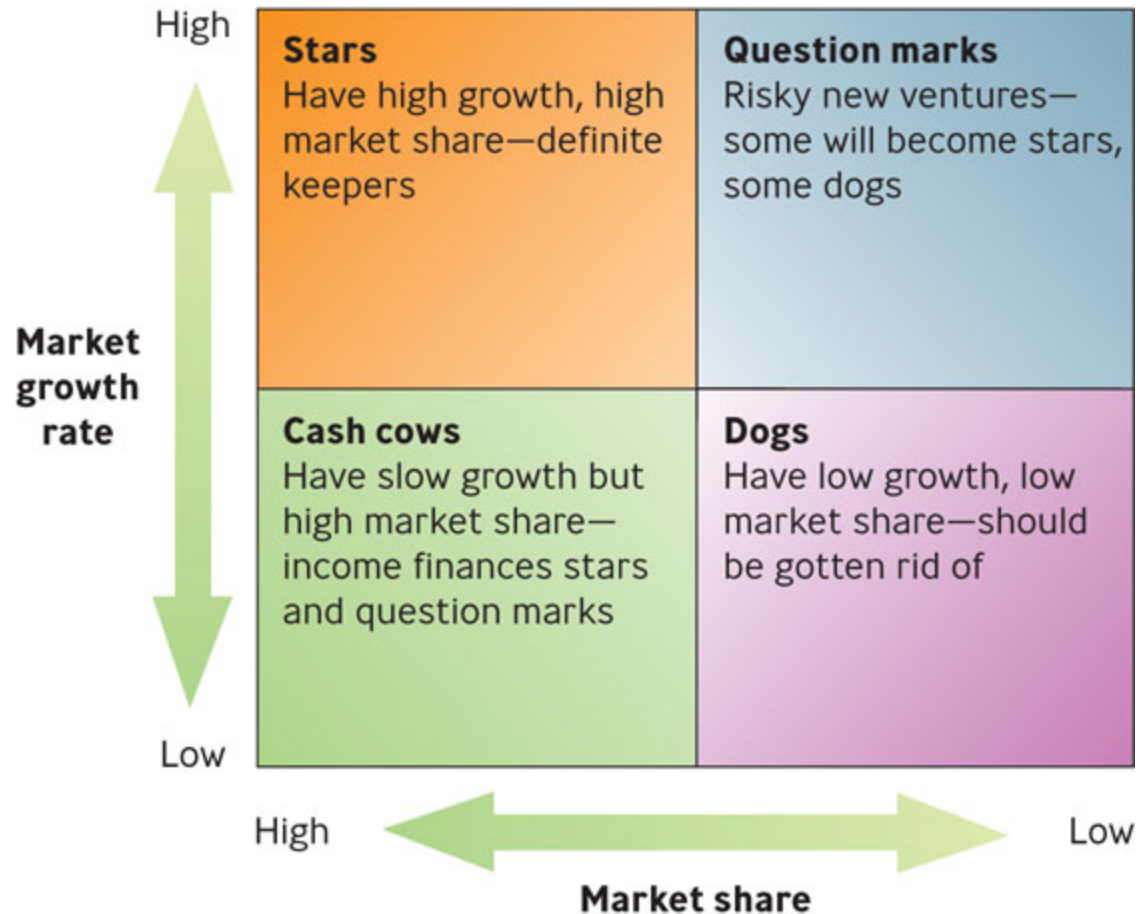 High
Stars
Have high growth, high
market share—definite
keepers
Question marks
Risky new ventures—
some will become stars,
some dogs
Market
growth
rate
Cash cows
Have slow growth but
high market share—
income finances stars
and question marks
Dogs
Have low growth, low
market share—should
be gotten rid of
Low
High
Low
Market share